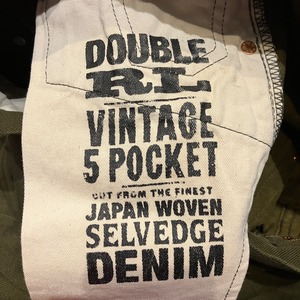 DOUBLE
RL
VINTAGE
5 POCKET
CUT FROM THE FINEST
JAPAN WOVEN
SELVEDGE
DENIM